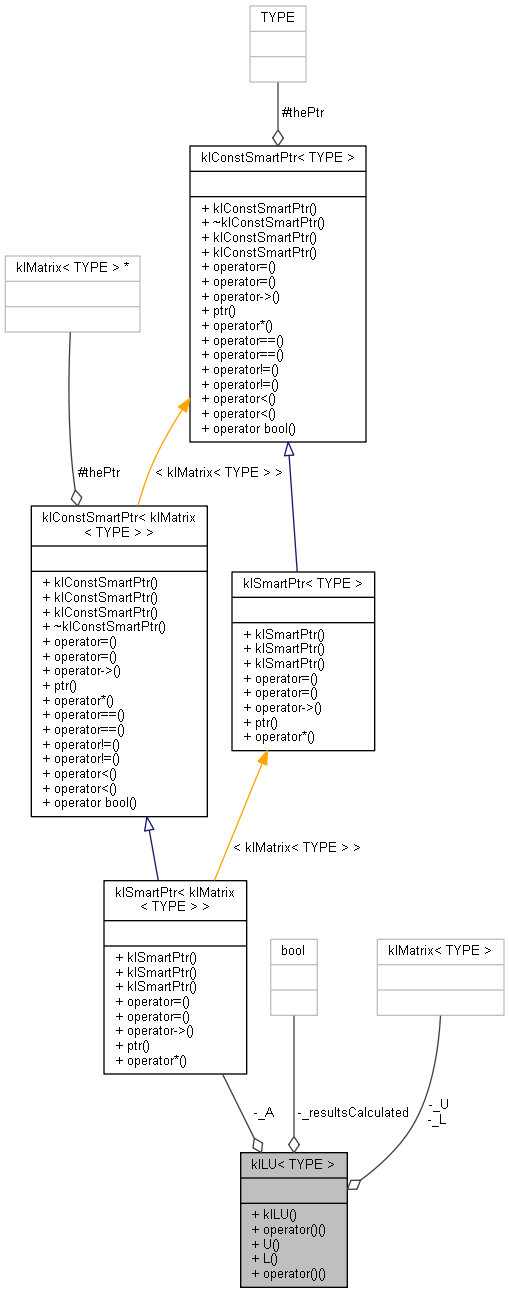 TYPE
#thePtr
klConstSmartPtr< TYPE >
+ klConstSmartPtr()
+ ~klConstSmartPtr()
+ klConstSmartPtr()
+ klConstSmartPtr()
+ operator=()
+ operator=()
+ operator->()
+ ptr()
+ operator*()
+ operator==()
+ operator==()
+ operator!=()
+ operator!=()
+ operator<()
+ operator<()
+ operator bool()
klMatrix< TYPE > *
#thePtr
< klMatrix< TYPE > >
klConstSmartPtr< klMatrix
< TYPE > >
+ klConstSmartPtr()
+ klConstSmartPtr()
+ klConstSmartPtr()
+ ~klConstSmartPtr()
+ operator=()
+ operator=()
+ operator->()
+ ptr()
+ operator*()
+ operator==()
+ operator==()
+ operator!=()
+ operator!=()
+ operator<()
+ operator<()
+ operator bool()
klSmartPtr< TYPE >
+ klSmartPtr()
+ klSmartPtr()
+ klSmartPtr()
+ operator=()
+ operator=()
+ operator->()
+ ptr()
+ operator*()
< klMatrix< TYPE > >
klSmartPtr< klMatrix
< TYPE > >
+ klSmartPtr()
+ klSmartPtr()
+ klSmartPtr()
+ operator=()
+ operator=()
+ operator->()
+ ptr()
+ operator*()
bool
klMatrix< TYPE >
-_A
-_resultsCalculated
-_U
-_L
klLU< TYPE >
+ klLU()
+ operator()()
+ U()
+ L()
+ operator()()